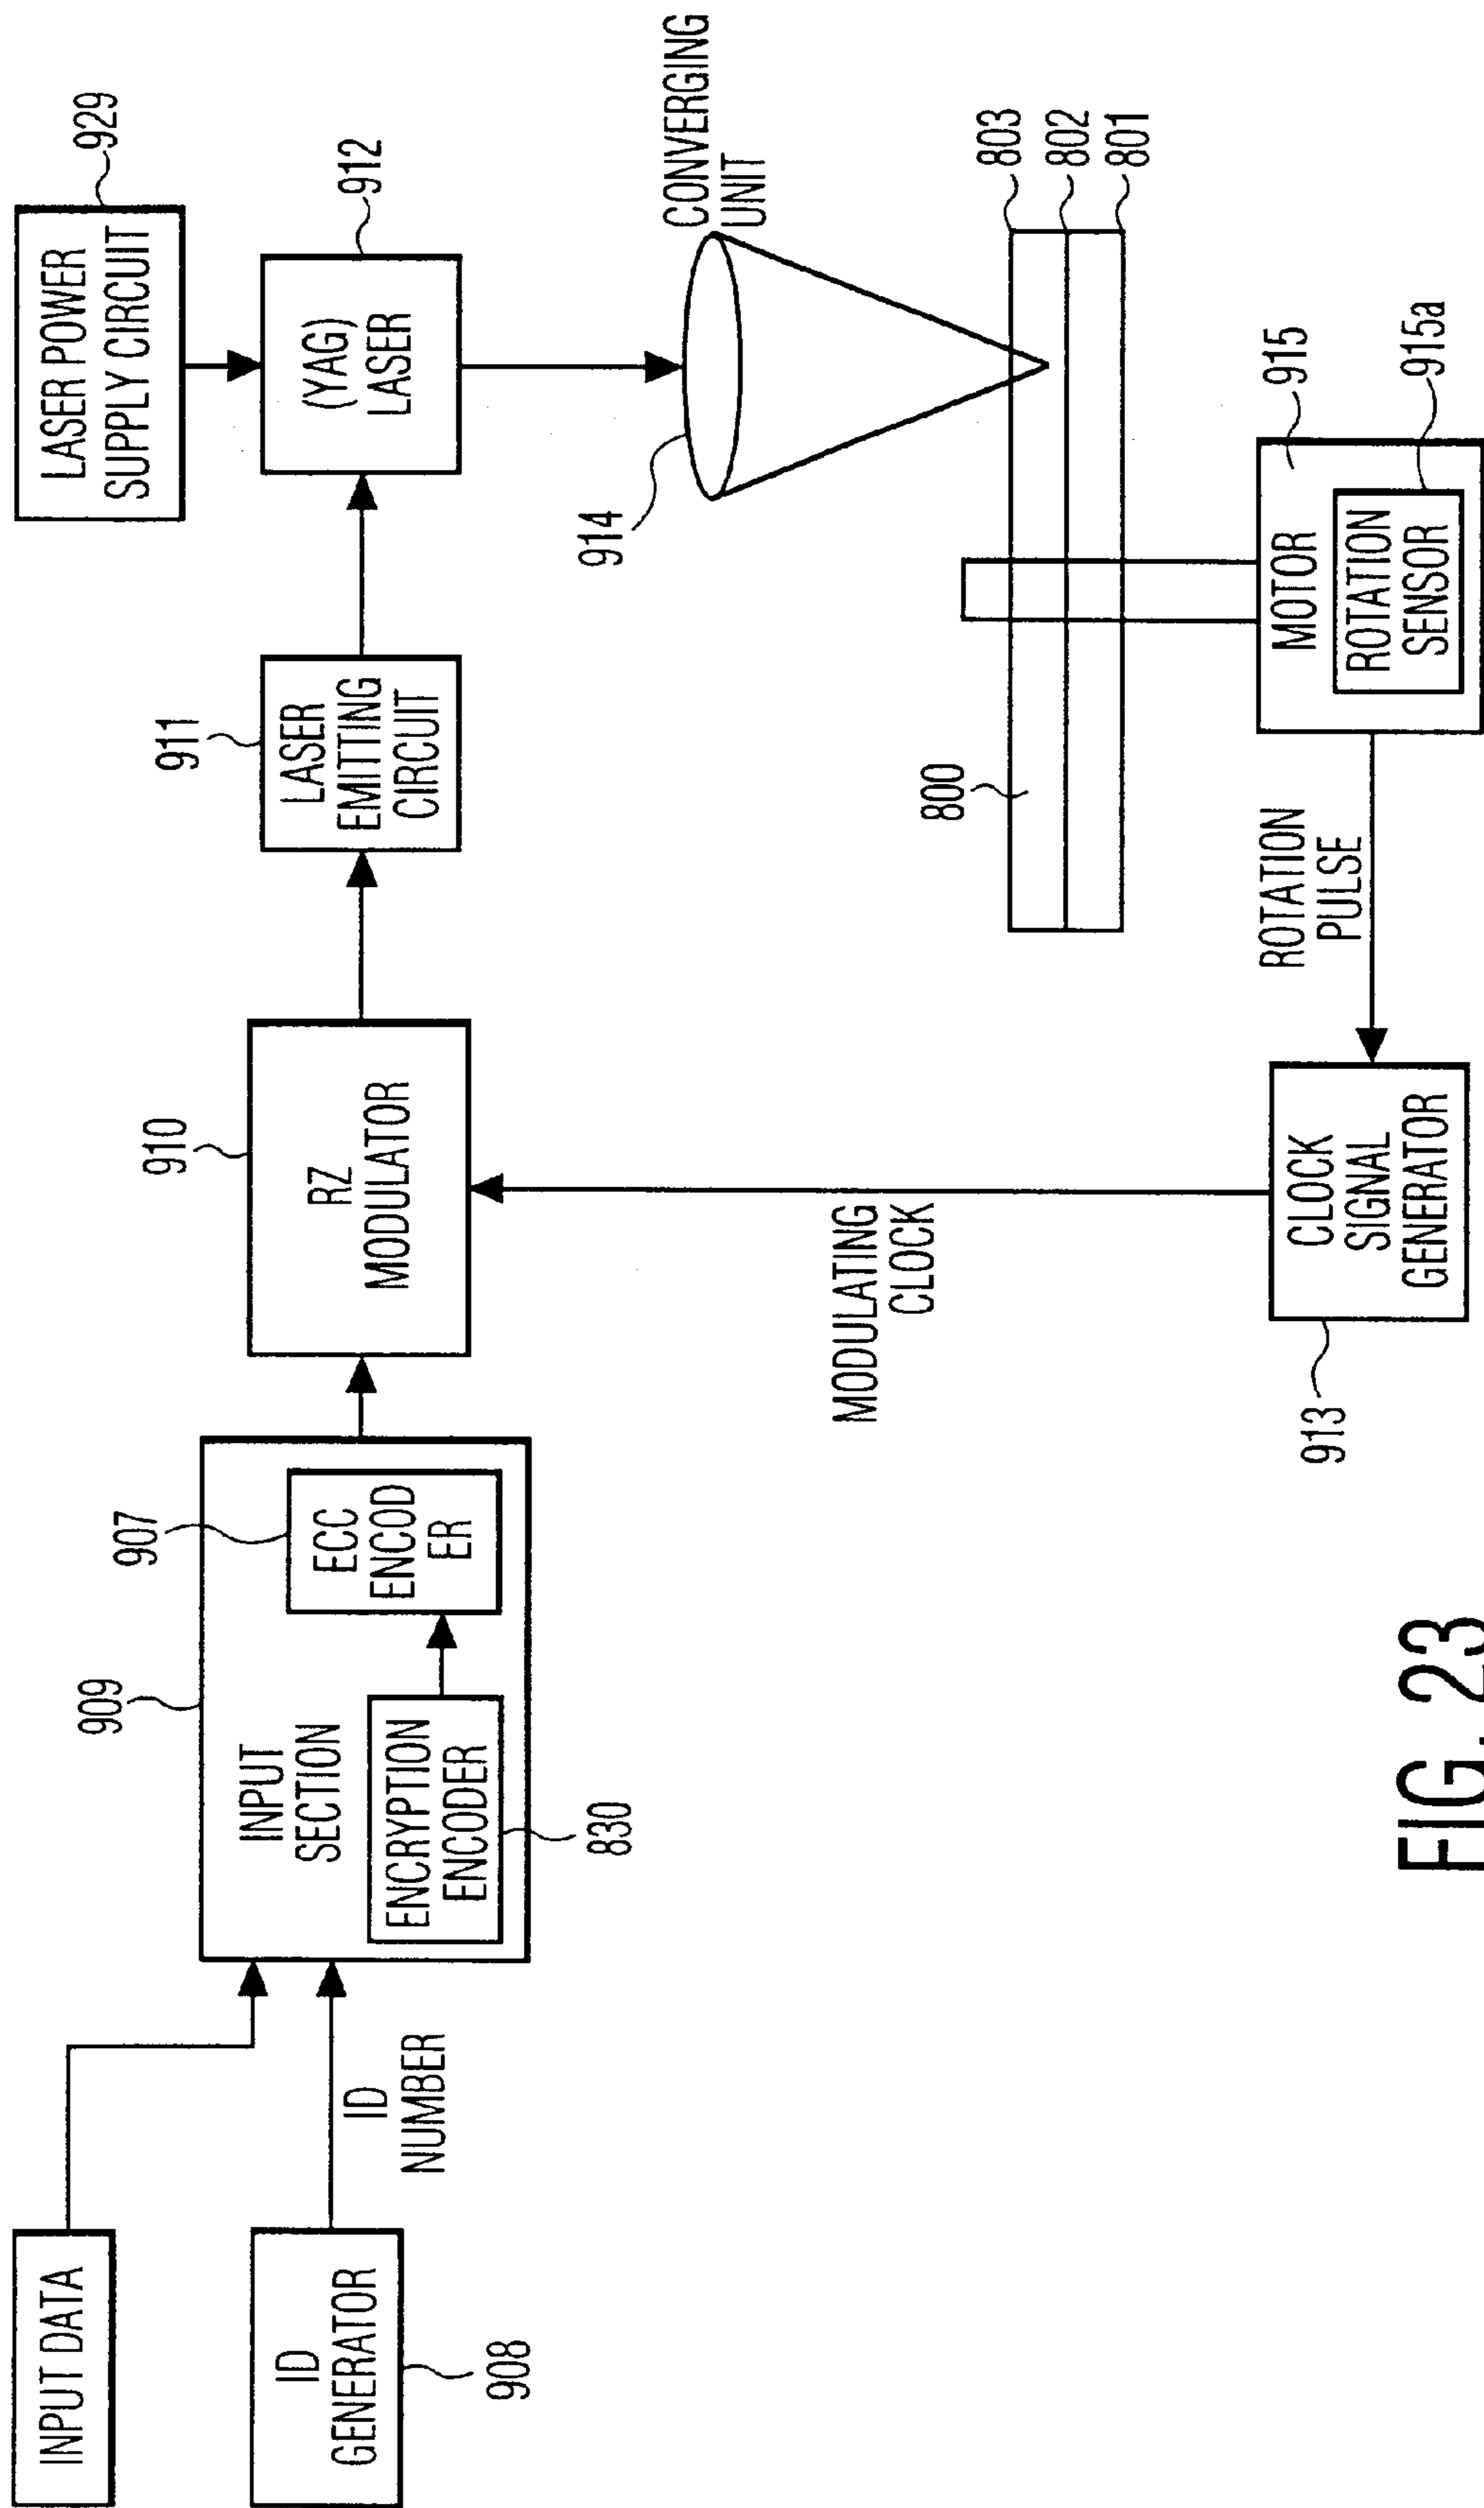 INPUT DATA
ID
GENERATOR
908
ID
NUMBER
909
INPUT
SECTION
ENCRYPTION
ENCODER
830
907
ECC
ENCOD
ER
910
RZ
MODULATOR
911
LASER
EMITTING
CIRCUIT
LASER POWER
SUPPLY CIRCUIT
929
(YAG)
LASER
912
914
CONVERGING
UNIT
800
803
802
801
MODULATING
CLOCK
913
CLOCK
SIGNAL
GENERATOR
ROTATION
PULSE
MOTOR
ROTATION
SENSOR
915
915a
FIG. 23